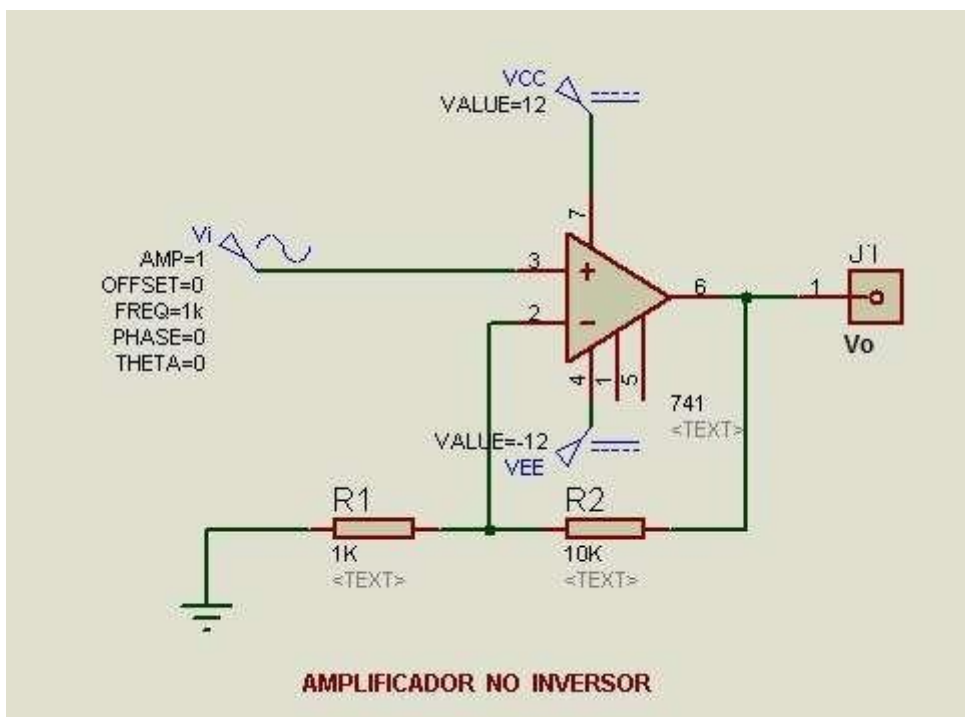 VCC
VALUE=12
7
Vi
AMP=1
OFFSET=0
FREQ=1k
PHASE=0
THETA=0
3
2
6
J1
1
Vo
4
1
5
741
<TEXT>
VALUE=-12
VEE
R1
1K
<TEXT>
R2
10K
<TEXT>
AMPLIFICADOR NO INVERSOR